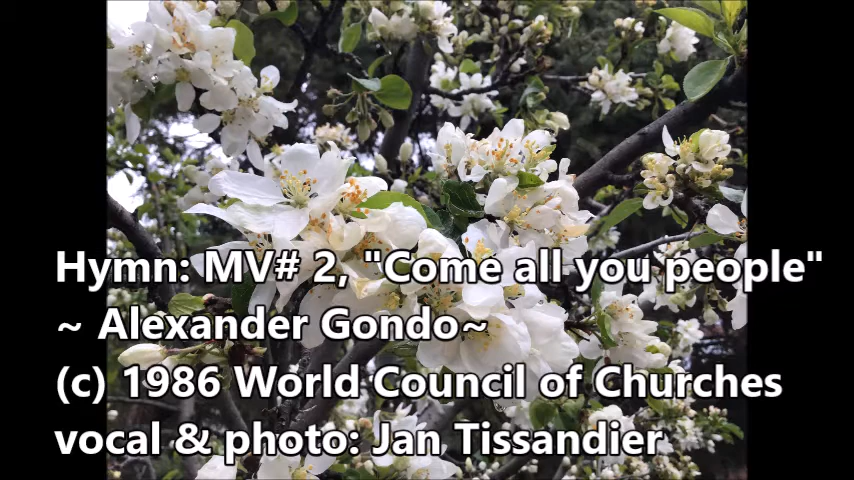 Hymn: MV# 2, "Come all you people"
~ Alexander Gondo~
(c) 1986 World Council of Churches
vocal & photo: Jan Tissandier